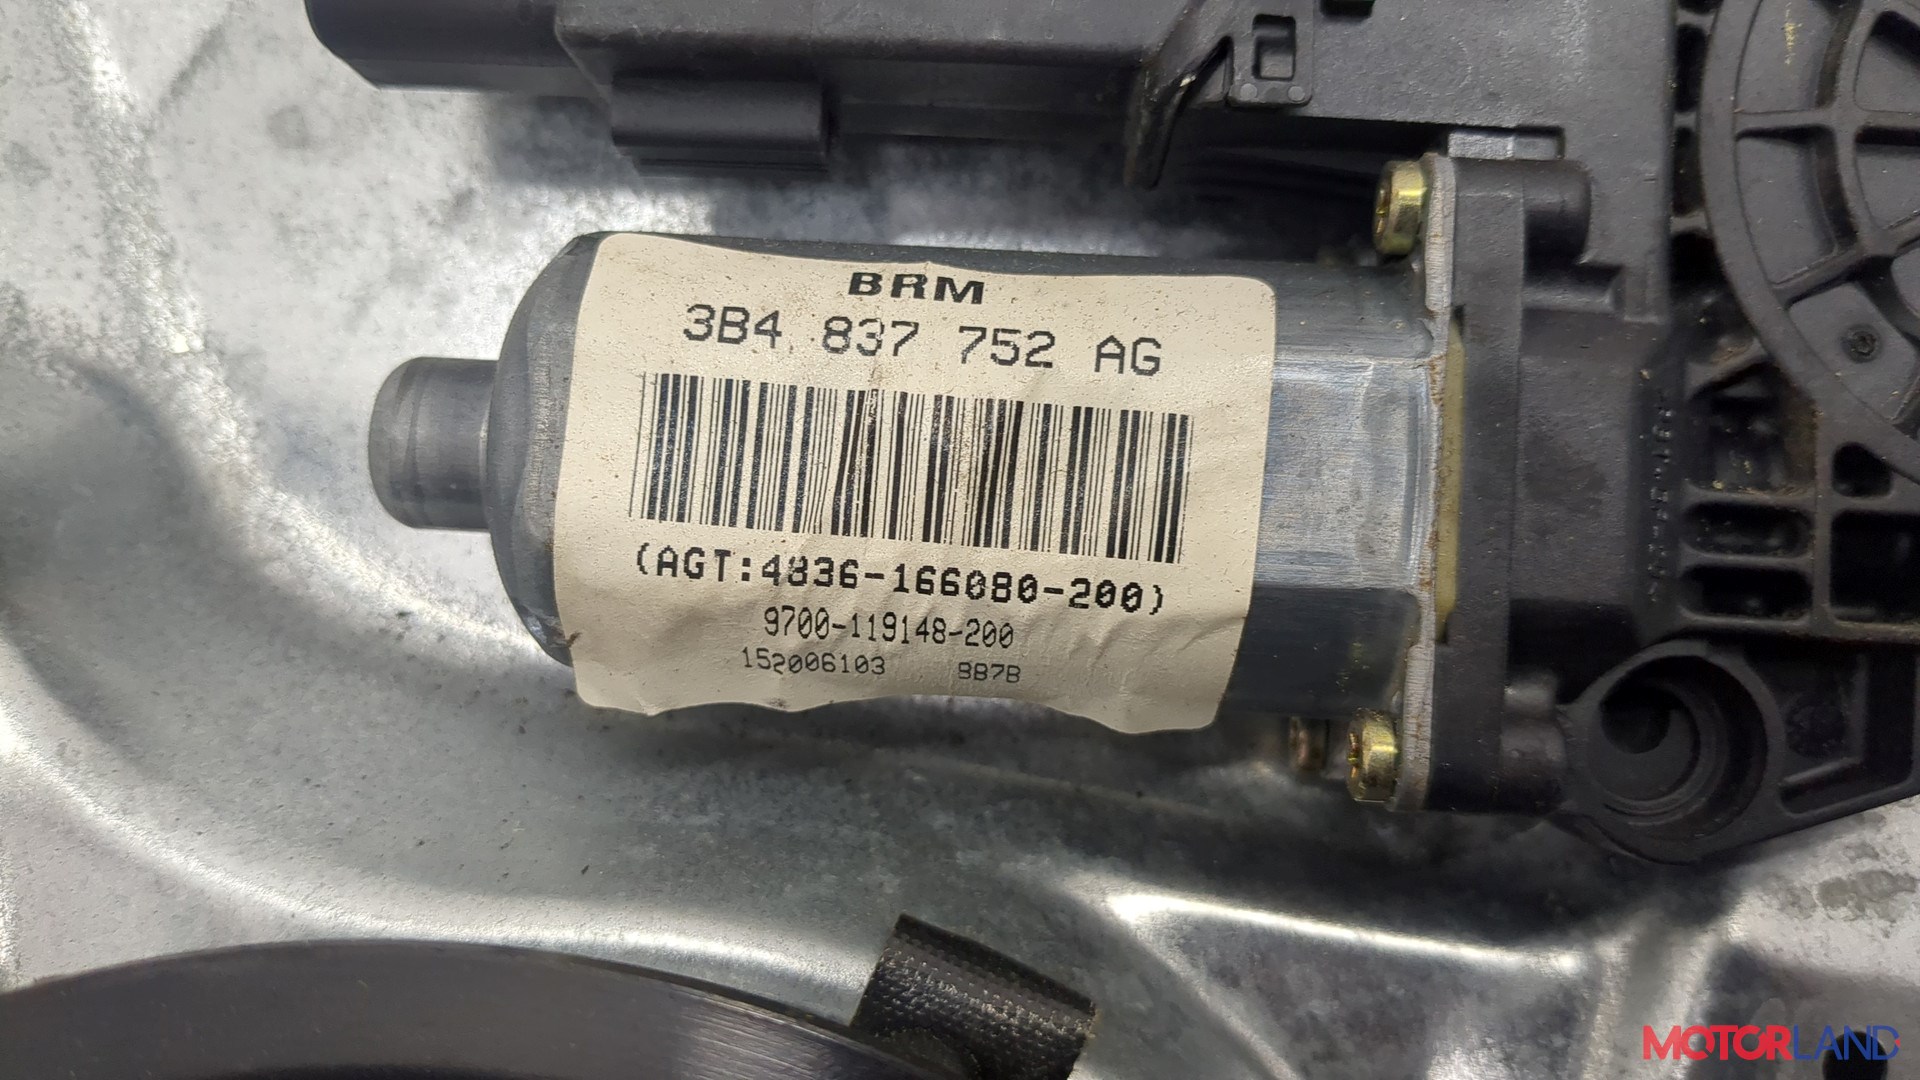 BRM
3B4 837 752 AG
(AGT:4836-166080-200)
9700-119148-200
152006103 BB7B
MOTORLAND